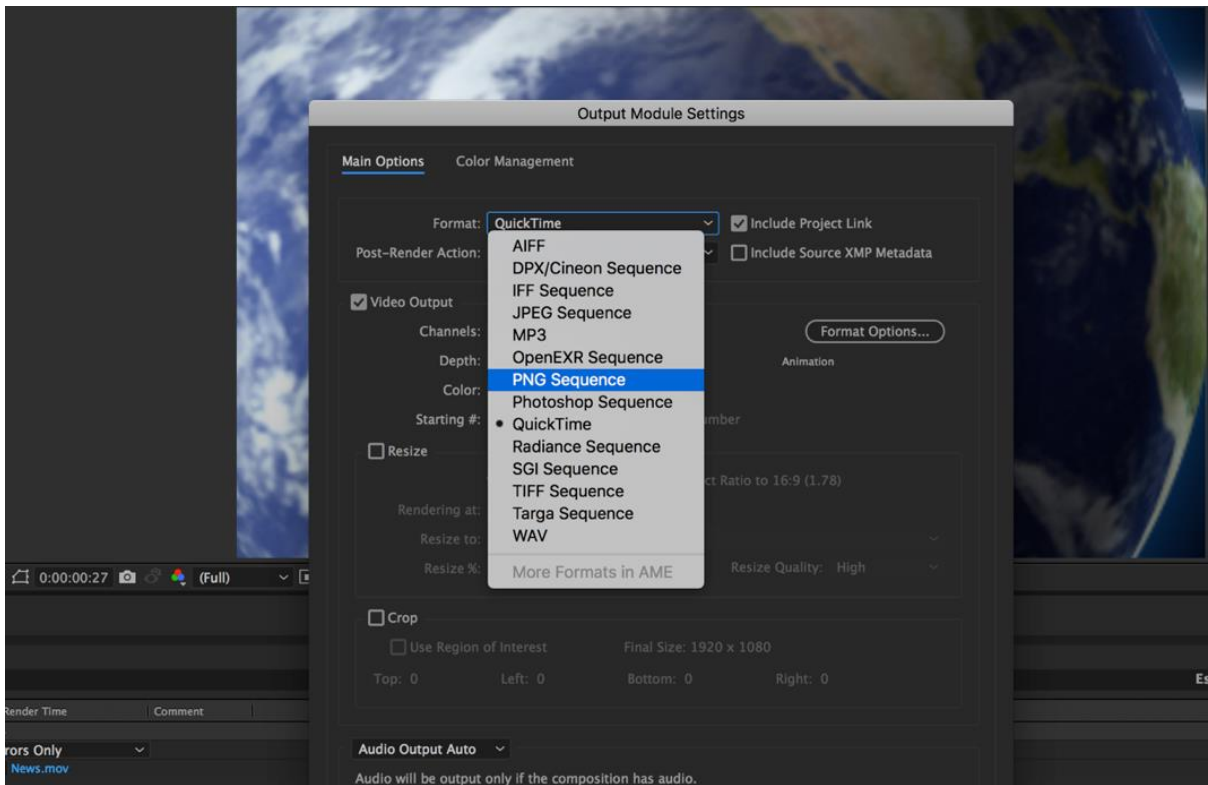 Output Module Settings
Main Options Color Management
Format: QuickTime Include Project Link
Post-Render Action: Include Source XMP Metadata
AIFF
DPX/Cineon Sequence
IFF Sequence
JPEG Sequence
MP3
OpenEXR Sequence
PNG Sequence
Photoshop Sequence
QuickTime
Radiance Sequence
SGI Sequence
TIFF Sequence
Targa Sequence
WAV
More Formats in AME
Video Output
Channels: Format Options...
Depth: Animation
Color:
Starting #: mber
Resize
ct Ratio to 16:9 (1.78)
Rendering at:
Resize to:
Resize %: Resize Quality: High
0:00:00:27 (Full)
Crop
Use Region of Interest Final Size: 1920 x 1080
Top: 0 Left: 0 Bottom: 0 Right: 0
Es
Render Time Comment
rors Only
News.mov
Audio Output Auto
Audio will be output only if the composition has audio.